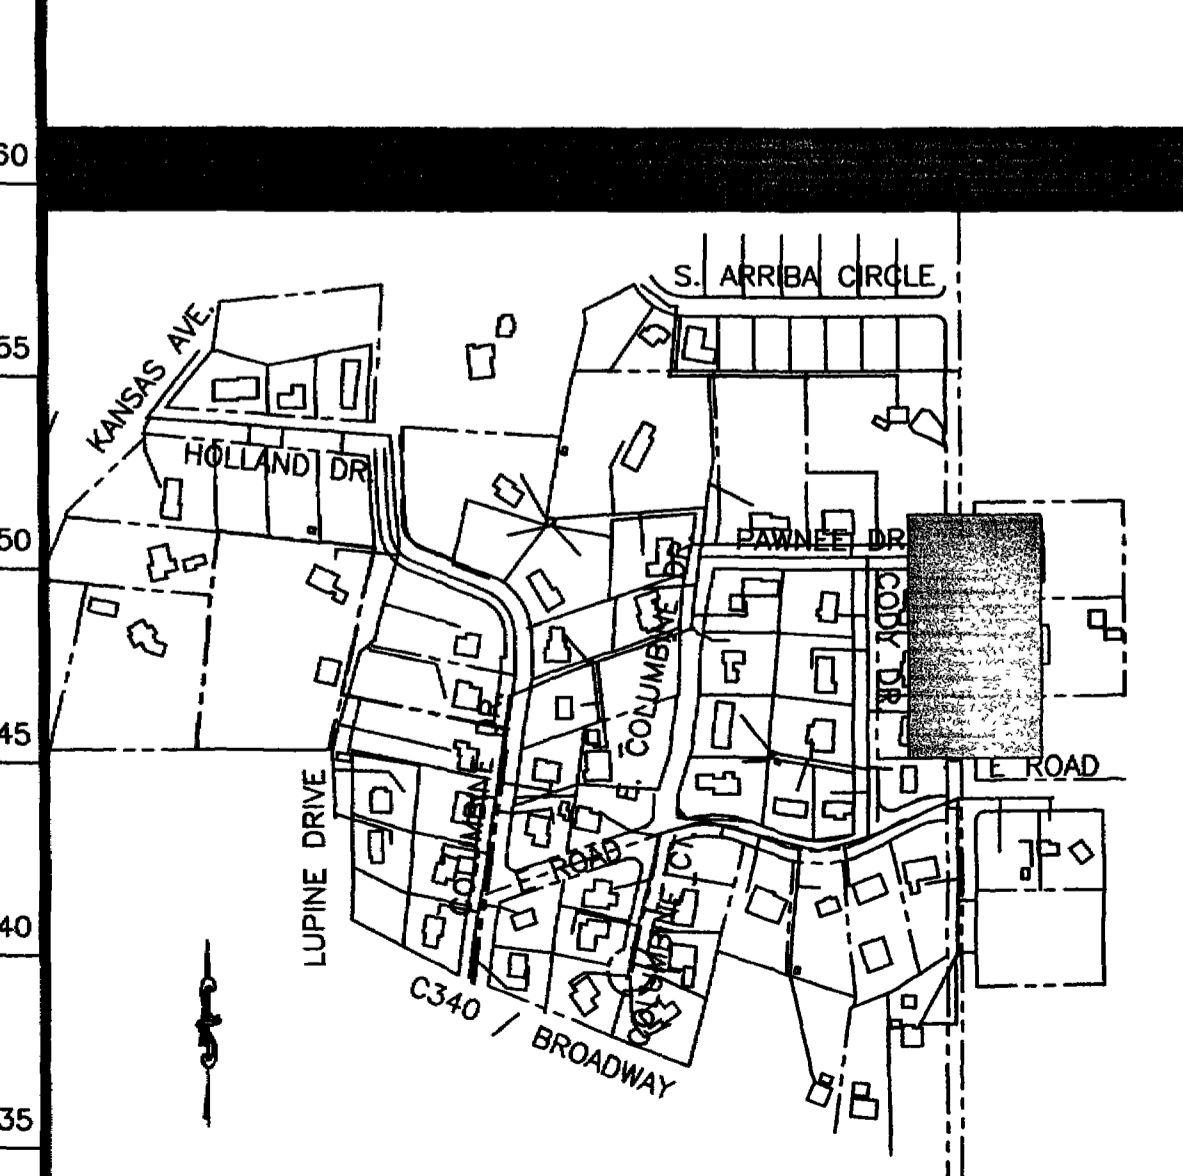 60
S. ARRIBA CIRCLE
KANSAS AVE.
55
HOLLAND DR
50
PAWNEE DR
CODY DR
E. COLUMBINE DR
45
E ROAD
LUPINE DRIVE
COLUMBINE DR
E ROAD
COLUMBINE CT
40
C340 / BROADWAY
35